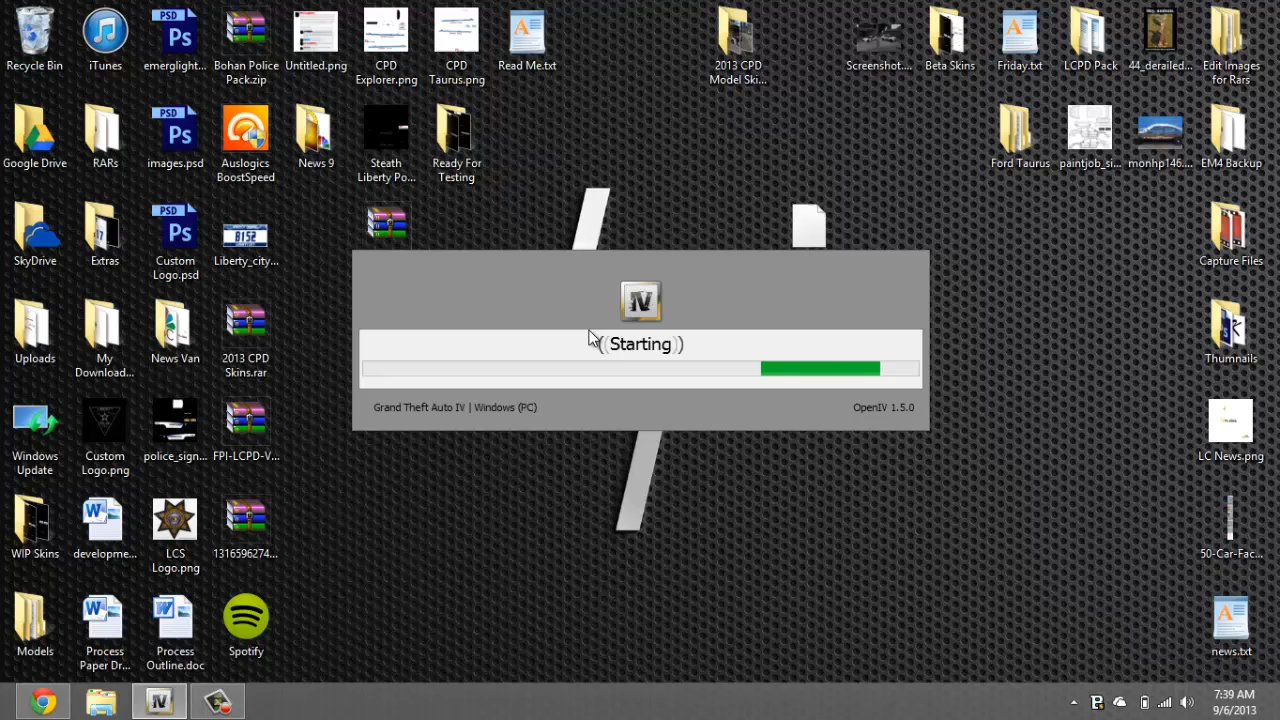 Recycle Bin
iTunes
emerglight...
Bohan Police
Pack.zip
Untitled.png
CPD
Explorer.png
CPD
Taurus.png
Read Me.txt
2013 CPD
Model Ski...
Screenshot....
Beta Skins
Friday.txt
LCPD Pack
44_derailed...
Edit Images
for Rars
Google Drive
RARs
images.psd
Auslogics
BoostSpeed
News 9
Steath
Liberty Po...
Ready For
Testing
Ford Taurus
paintjob_si...
monhp146....
EM4 Backup
SkyDrive
Extras
Custom
Logo.psd
8152
Liberty_city...
Capture Files
IV
((Starting))
Grand Theft Auto IV | Windows (PC)
OpenIV 1.5.0
Uploads
My
Download...
News Van
2013 CPD
Skins.rar
Thumnails
Windows
Update
Custom
Logo.png
police_sign...
FPI-LCPD-V...
LC News.png
WIP Skins
developme...
LCS
Logo.png
1316596274...
50-Car-Fac...
Models
Process
Paper Dr...
Process
Outline.doc
Spotify
news.txt
7:39 AM
9/6/2013